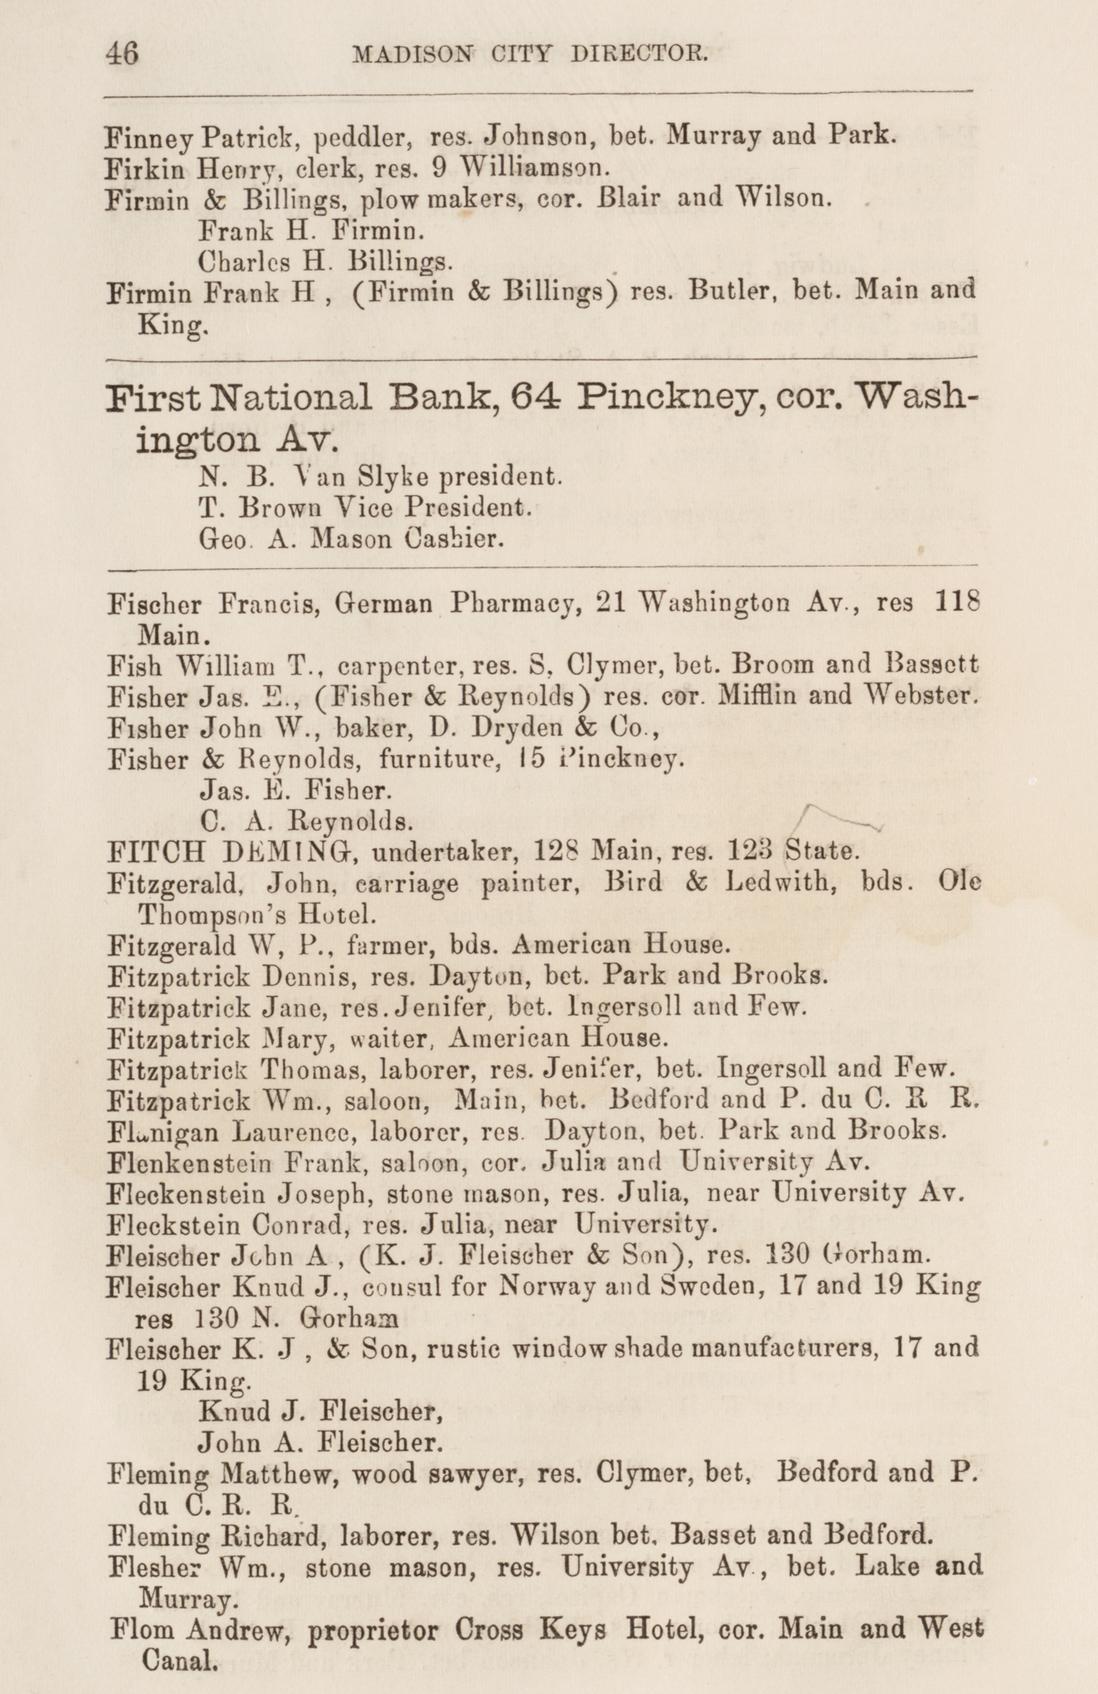 46 MADISON CITY DIRECTOR.
Finney Patrick, peddler, res. Johnson, bet. Murray and Park.
Firkin Henry, clerk, res. 9 Williamson.
Firmin & Billings, plow makers, cor. Blair and Wilson.
Frank H. Firmin.
Charles H. Billings.
Firmin Frank H , (Firmin & Billings) res. Butler, bet. Main and
King.
First National Bank, 64 Pinckney, cor. Wash-
ington Av.
N. B. Van Slyke president.
T. Brown Vice President.
Geo. A. Mason Cashier.
Fischer Francis, German Pharmacy, 21 Washington Av., res 118
Main.
Fish William T., carpenter, res. S, Clymer, bet. Broom and Bassett
Fisher Jas. E., (Fisher & Reynolds) res. cor. Mifflin and Webster.
Fisher John W., baker, D. Dryden & Co.,
Fisher & Reynolds, furniture, 15 Pinckney.
Jas. E. Fisher.
C. A. Reynolds.
FITCH DEMING, undertaker, 128 Main, res. 123 State.
Fitzgerald, John, carriage painter, Bird & Ledwith, bds. Ole
Thompson's Hotel.
Fitzgerald W, P., farmer, bds. American House.
Fitzpatrick Dennis, res. Dayton, bet. Park and Brooks.
Fitzpatrick Jane, res. Jenifer, bet. Ingersoll and Few.
Fitzpatrick Mary, waiter, American House.
Fitzpatrick Thomas, laborer, res. Jenifer, bet. Ingersoll and Few.
Fitzpatrick Wm., saloon, Main, bet. Bedford and P. du C. R R.
Flanigan Laurence, laborer, res. Dayton, bet. Park and Brooks.
Flenkenstein Frank, saloon, cor. Julia and University Av.
Fleckenstein Joseph, stone mason, res. Julia, near University Av.
Fleckstein Conrad, res. Julia, near University.
Fleischer John A , (K. J. Fleischer & Son), res. 130 Gorham.
Fleischer Knud J., consul for Norway and Sweden, 17 and 19 King
res 130 N. Gorham
Fleischer K. J , & Son, rustic window shade manufacturers, 17 and
19 King.
Knud J. Fleischer,
John A. Fleischer.
Fleming Matthew, wood sawyer, res. Clymer, bet, Bedford and P.
du C. R. R.
Fleming Richard, laborer, res. Wilson bet. Basset and Bedford.
Flesher Wm., stone mason, res. University Av., bet. Lake and
Murray.
Flom Andrew, proprietor Cross Keys Hotel, cor. Main and West
Canal.